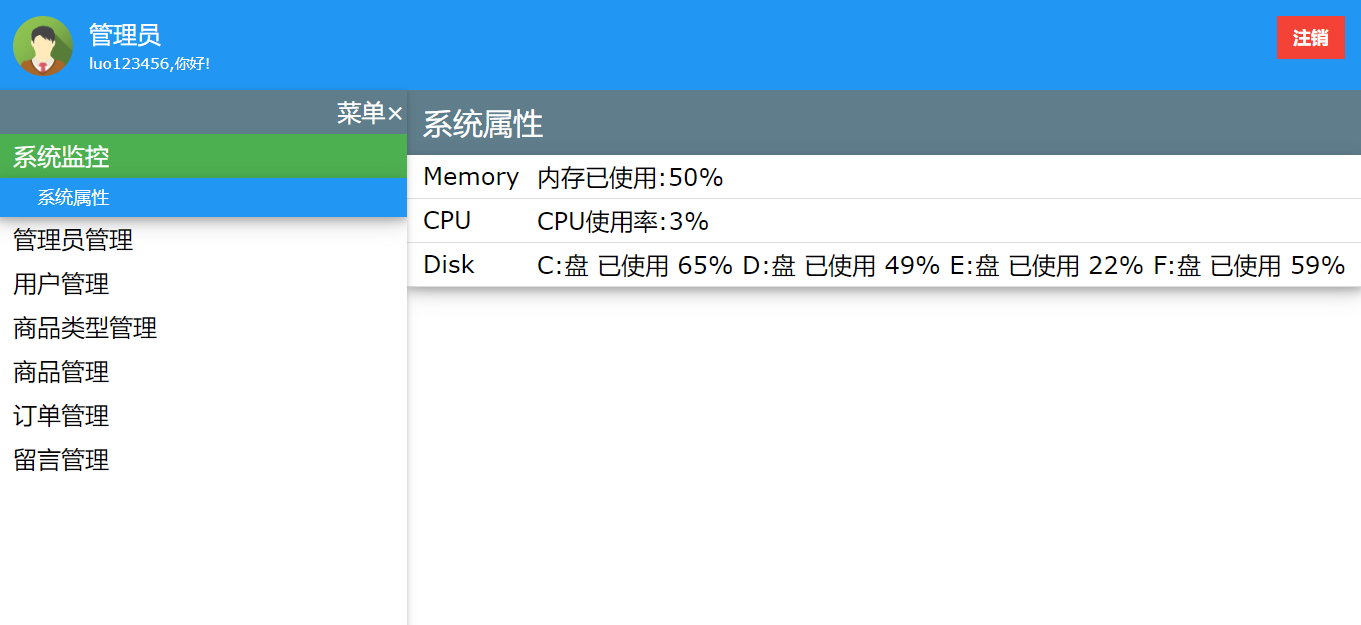 管理员
luo123456,你好!
注销
菜单×
系统监控
系统属性
管理员管理
用户管理
商品类型管理
商品管理
订单管理
留言管理
系统属性
Memory 内存已使用:50%
CPU CPU使用率:3%
Disk C:盘 已使用 65% D:盘 已使用 49% E:盘 已使用 22% F:盘 已使用 59%